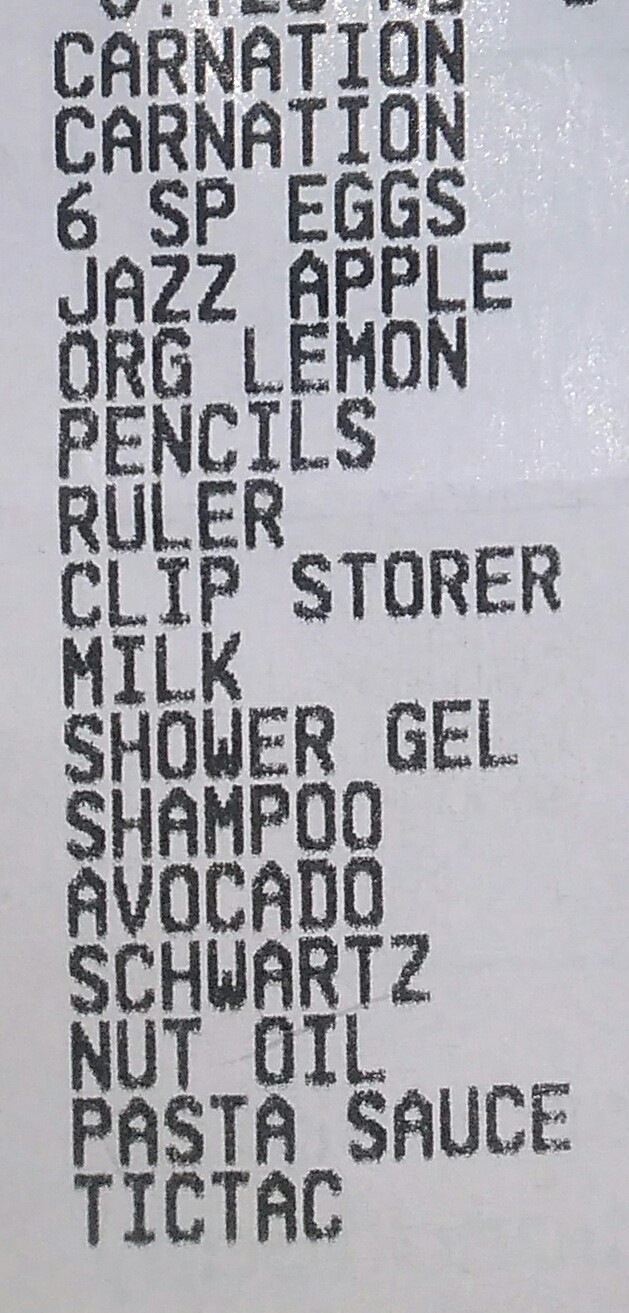 CARNATION
CARNATION
6 SP EGGS
JAZZ APPLE
ORG LEMON
PENCILS
RULER
CLIP STORER
MILK
SHOWER GEL
SHAMPOO
AVOCADO
SCHWARTZ
NUT OIL
PASTA SAUCE
TICTAC